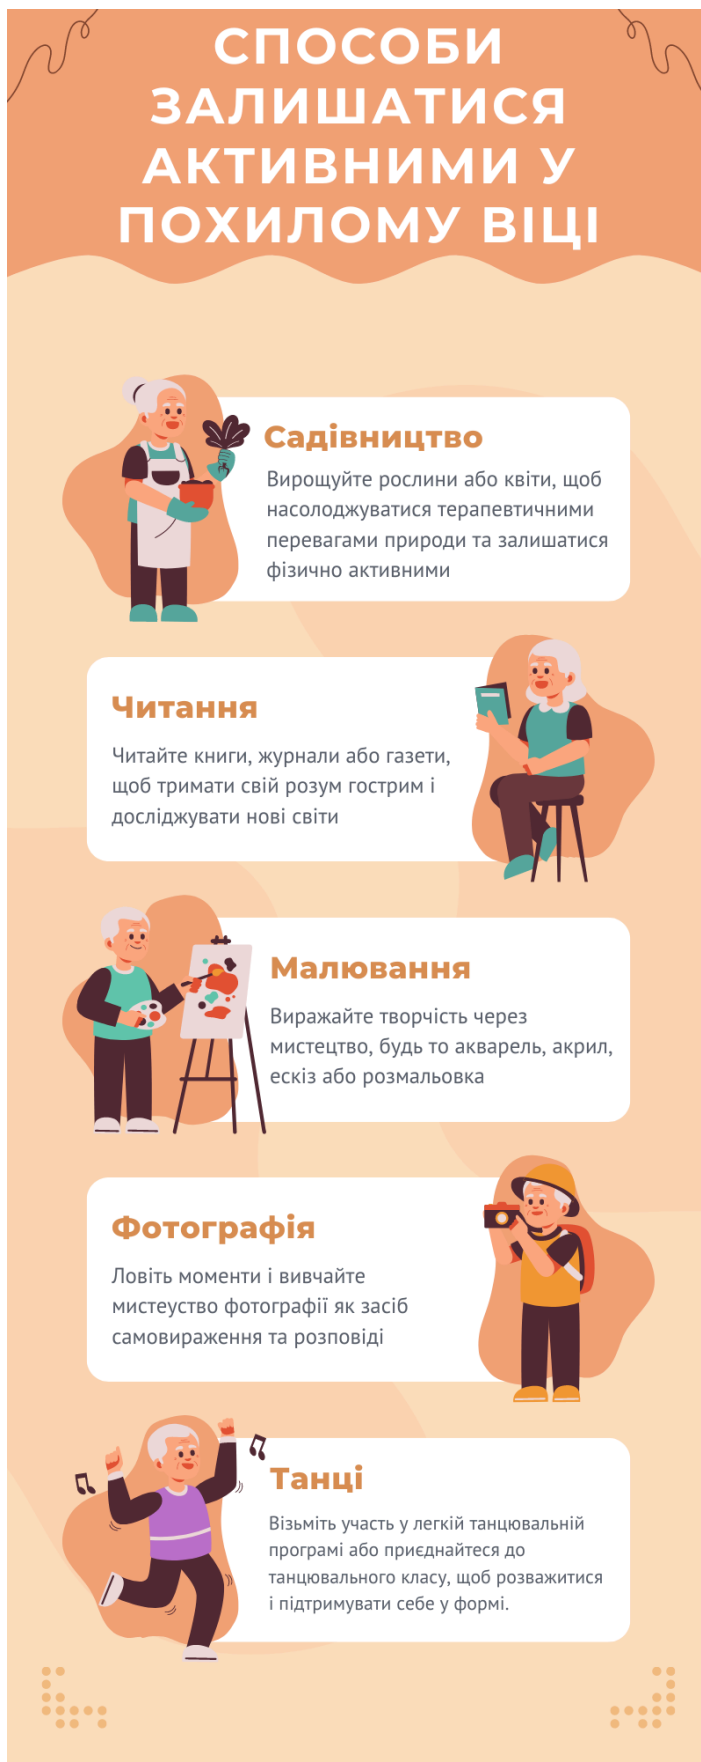 СПОСОБИ
ЗАЛИШАТИСЯ
АКТИВНИМИ У
ПОХИЛОМУ ВІЦІ
Садівництво
Вирощуйте рослини або квіти, щоб
насолоджуватися терапевтичними
перевагами природи та залишатися
фізично активними
Читання
Читайте книги, журнали або газети,
щоб тримати свій розум гострим і
досліджувати нові світи
Малювання
Виражайте творчість через
мистецтво, будь то акварель, акрил,
ескіз або розмальовка
Фотографія
Ловіть моменти і вивчайте
мистеуство фотографії як засіб
самовираження та розповіді
Танці
Візьміть участь у легкій танцювальній
програмі або приєднайтеся до
танцювального класу, щоб розважитися
і підтримувати себе у формі.